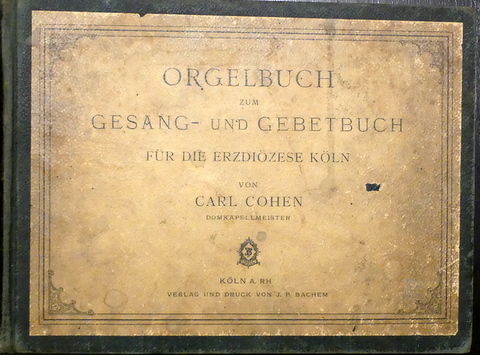 ORGELBUCH
ZUM
GESANG- UND GEBETBUCH
FÜR DIE ERZDIÖZESE KÖLN
VON
CARL COHEN
DOMKAPELLMEISTER
KÖLN A. RH
VERLAG UND DRUCK VON J. P. BACHEM